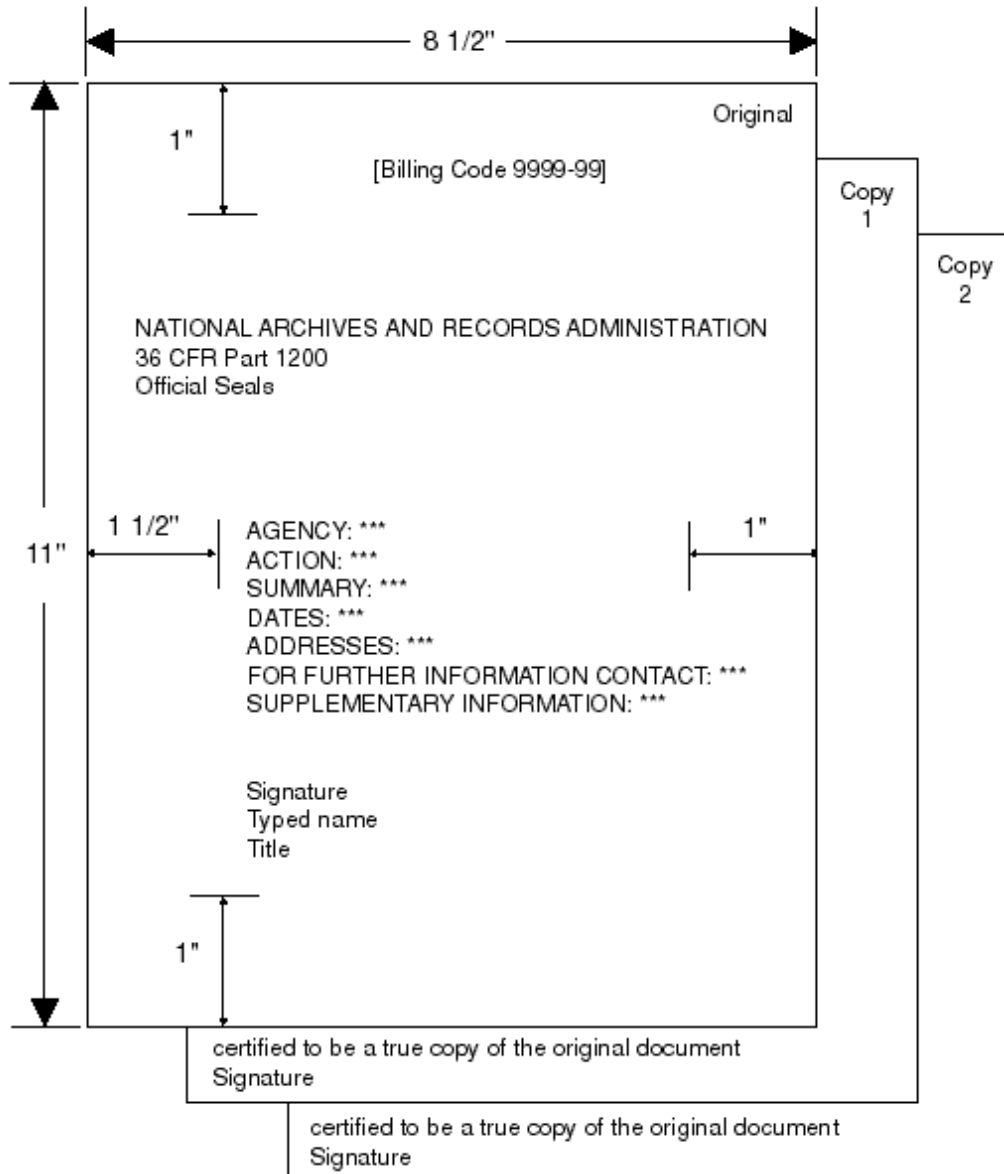 8 1/2"
Original
1"
[Billing Code 9999-99]
Copy
1
Copy
2
NATIONAL ARCHIVES AND RECORDS ADMINISTRATION
36 CFR Part 1200
Official Seals
11"
1 1/2"
1"
AGENCY: ***
ACTION: ***
SUMMARY: ***
DATES: ***
ADDRESSES: ***
FOR FURTHER INFORMATION CONTACT: ***
SUPPLEMENTARY INFORMATION: ***
Signature
Typed name
Title
1"
certified to be a true copy of the original document
Signature
certified to be a true copy of the original document
Signature